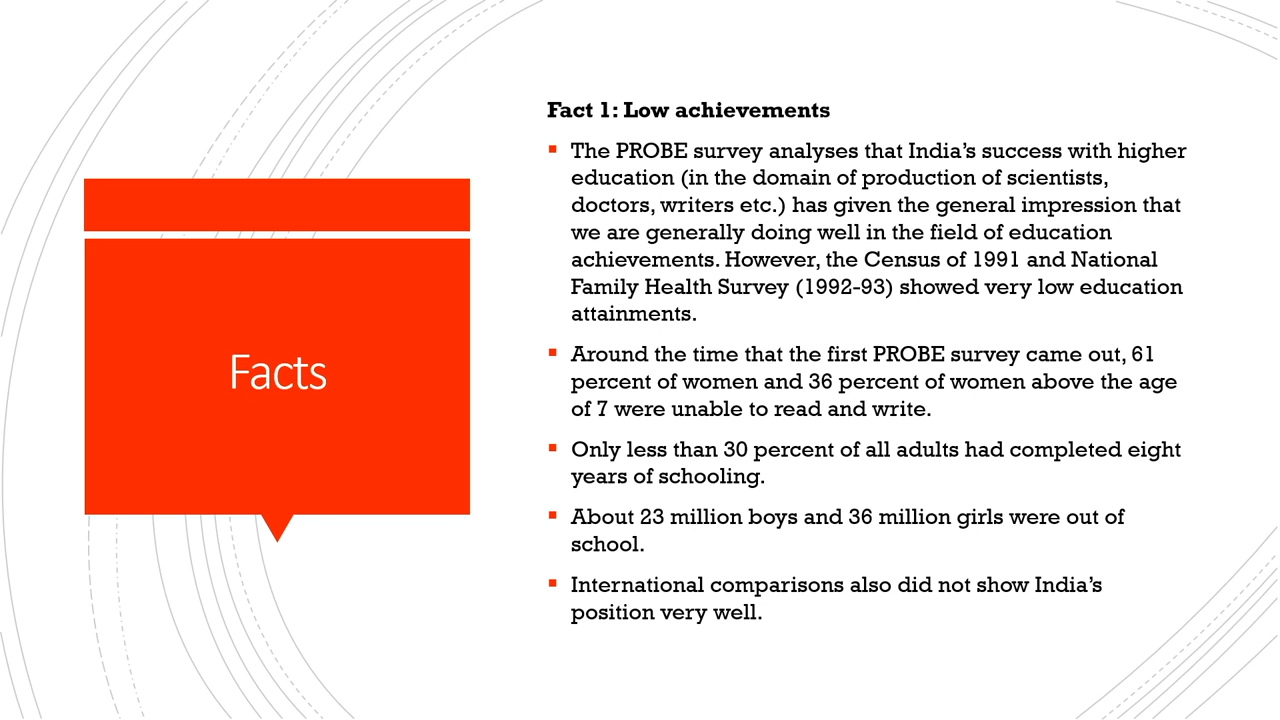 Facts
Fact 1: Low achievements
The PROBE survey analyses that India's success with higher
education (in the domain of production of scientists,
doctors, writers etc.) has given the general impression that
we are generally doing well in the field of education
achievements. However, the Census of 1991 and National
Family Health Survey (1992-93) showed very low education
attainments.
Around the time that the first PROBE survey came out, 61
percent of women and 36 percent of women above the age
of 7 were unable to read and write.
Only less than 30 percent of all adults had completed eight
years of schooling.
About 23 million boys and 36 million girls were out of
school.
International comparisons also did not show India's
position very well.